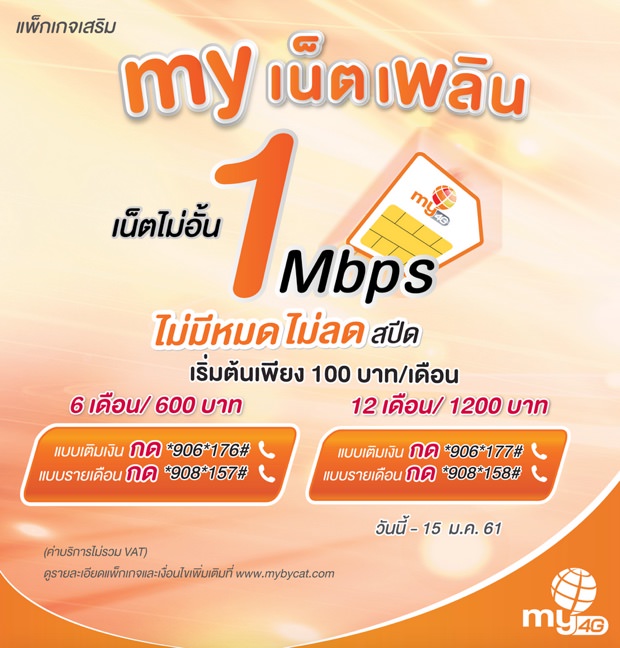 แพ็กเกจเสริม
my เน็ตเพลิน
my 4G
เน็ตไม่อั้น 1 Mbps
ไม่มีหมด ไม่ลด สปีด
เริ่มต้นเพียง 100 บาท/เดือน
6 เดือน/ 600 บาท
แบบเติมเงิน กด *906*176#
แบบรายเดือน กด *908*157#
12 เดือน/ 1200 บาท
แบบเติมเงิน กด *906*177#
แบบรายเดือน กด *908*158#
วันนี้ - 15 ม.ค. 61
(ค่าบริการไม่รวม VAT)
ดูรายละเอียดแพ็กเกจและเงื่อนไขเพิ่มเติมที่ www.mybycat.com
my 4G